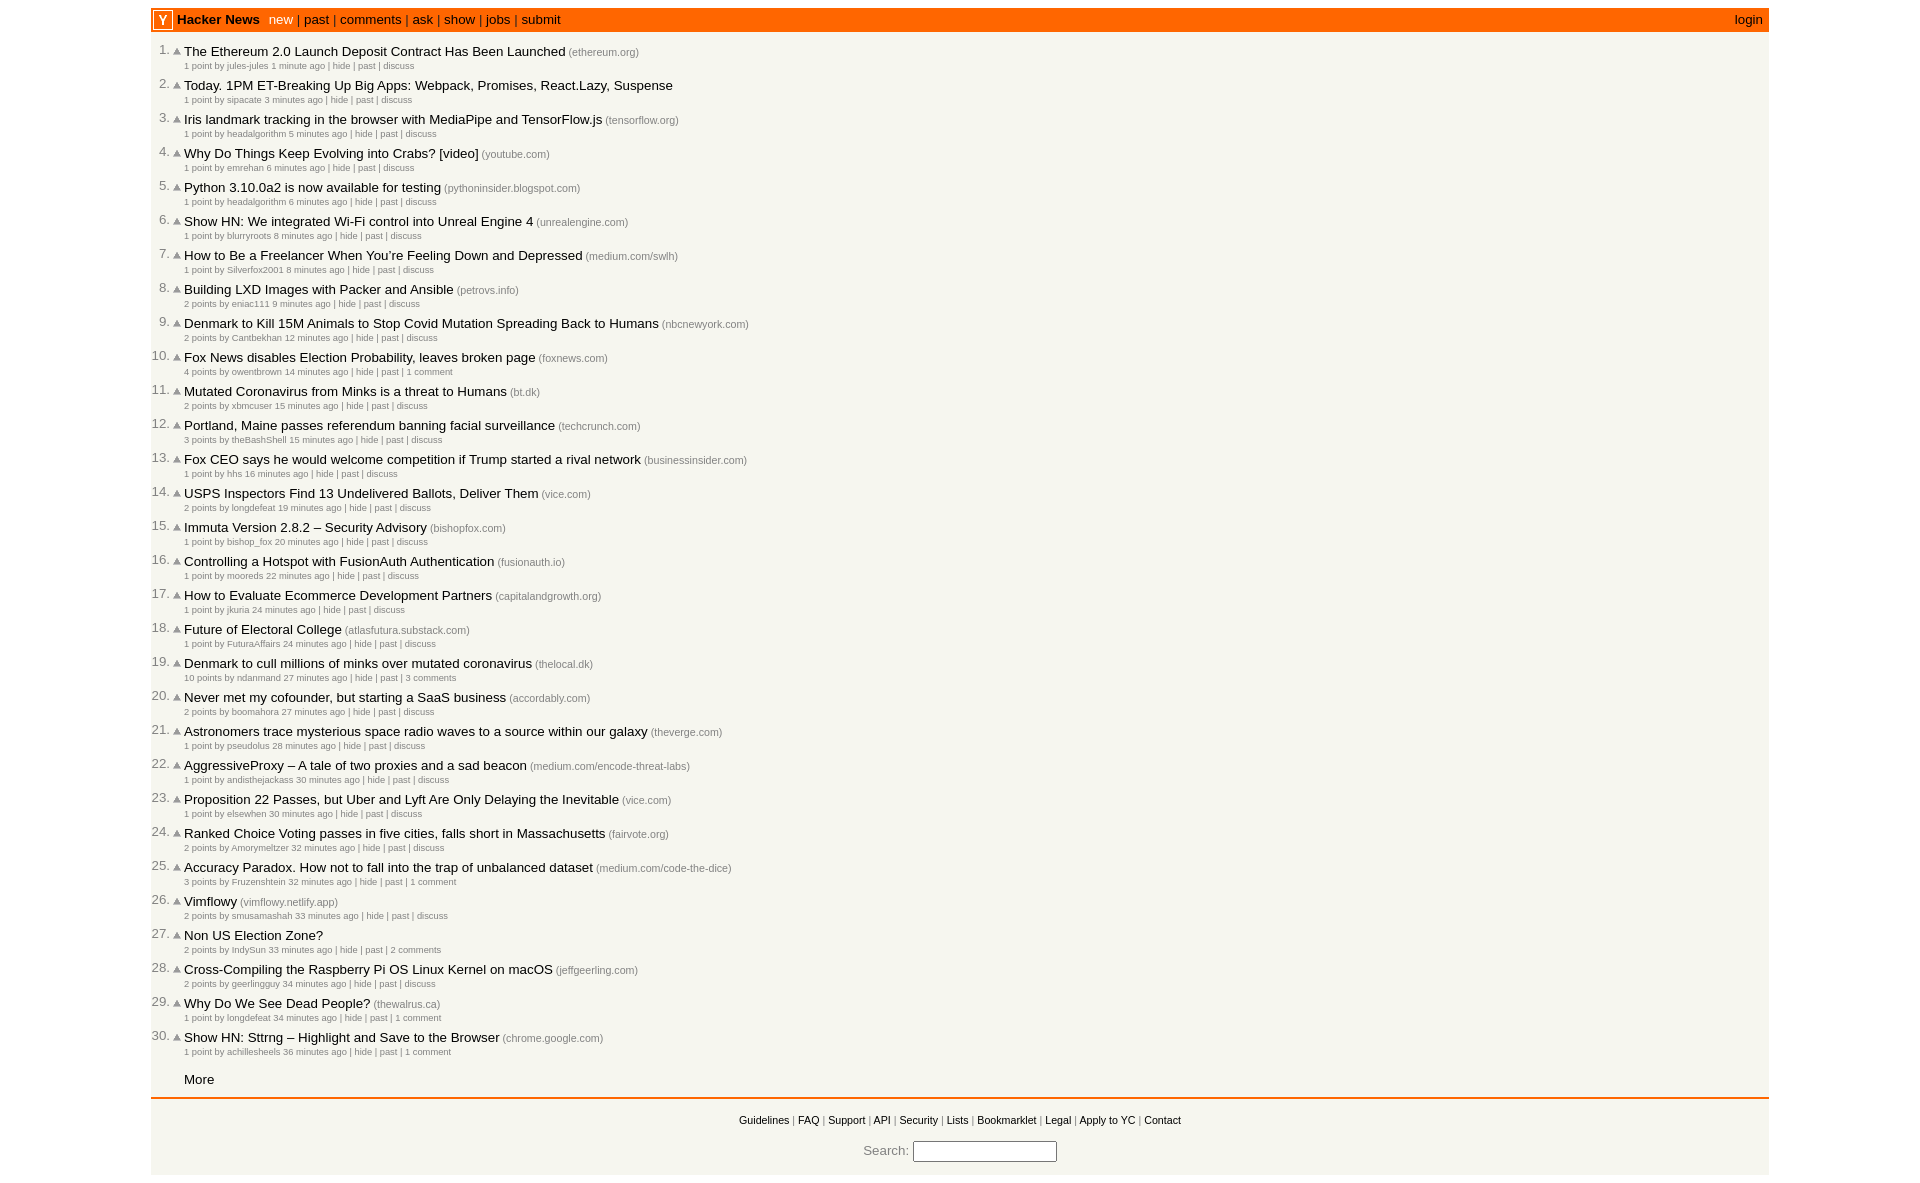 Y Hacker News new | past | comments | ask | show | jobs | submit login
1. The Ethereum 2.0 Launch Deposit Contract Has Been Launched (ethereum.org)
1 point by jules-jules 1 minute ago | hide | past | discuss
2. Today. 1PM ET-Breaking Up Big Apps: Webpack, Promises, React.Lazy, Suspense
1 point by sipacate 3 minutes ago | hide | past | discuss
3. Iris landmark tracking in the browser with MediaPipe and TensorFlow.js (tensorflow.org)
1 point by headalgorithm 5 minutes ago | hide | past | discuss
4. Why Do Things Keep Evolving into Crabs? [video] (youtube.com)
1 point by emrehan 6 minutes ago | hide | past | discuss
5. Python 3.10.0a2 is now available for testing (pythoninsider.blogspot.com)
1 point by headalgorithm 6 minutes ago | hide | past | discuss
6. Show HN: We integrated Wi-Fi control into Unreal Engine 4 (unrealengine.com)
1 point by blurryroots 8 minutes ago | hide | past | discuss
7. How to Be a Freelancer When You’re Feeling Down and Depressed (medium.com/swlh)
1 point by Silverfox2001 8 minutes ago | hide | past | discuss
8. Building LXD Images with Packer and Ansible (petrovs.info)
2 points by eniac111 9 minutes ago | hide | past | discuss
9. Denmark to Kill 15M Animals to Stop Covid Mutation Spreading Back to Humans (nbcnewyork.com)
2 points by Cantbekhan 12 minutes ago | hide | past | discuss
10. Fox News disables Election Probability, leaves broken page (foxnews.com)
4 points by owentbrown 14 minutes ago | hide | past | 1 comment
11. Mutated Coronavirus from Minks is a threat to Humans (bt.dk)
2 points by xbmcuser 15 minutes ago | hide | past | discuss
12. Portland, Maine passes referendum banning facial surveillance (techcrunch.com)
3 points by theBashShell 15 minutes ago | hide | past | discuss
13. Fox CEO says he would welcome competition if Trump started a rival network (businessinsider.com)
1 point by hhs 16 minutes ago | hide | past | discuss
14. USPS Inspectors Find 13 Undelivered Ballots, Deliver Them (vice.com)
2 points by longdefeat 19 minutes ago | hide | past | discuss
15. Immuta Version 2.8.2 – Security Advisory (bishopfox.com)
1 point by bishop_fox 20 minutes ago | hide | past | discuss
16. Controlling a Hotspot with FusionAuth Authentication (fusionauth.io)
1 point by mooreds 22 minutes ago | hide | past | discuss
17. How to Evaluate Ecommerce Development Partners (capitalandgrowth.org)
1 point by jkuria 24 minutes ago | hide | past | discuss
18. Future of Electoral College (atlasfutura.substack.com)
1 point by FuturaAffairs 24 minutes ago | hide | past | discuss
19. Denmark to cull millions of minks over mutated coronavirus (thelocal.dk)
10 points by ndanmand 27 minutes ago | hide | past | 3 comments
20. Never met my cofounder, but starting a SaaS business (accordably.com)
2 points by boomahora 27 minutes ago | hide | past | discuss
21. Astronomers trace mysterious space radio waves to a source within our galaxy (theverge.com)
1 point by pseudolus 28 minutes ago | hide | past | discuss
22. AggressiveProxy – A tale of two proxies and a sad beacon (medium.com/encode-threat-labs)
1 point by andisthejackass 30 minutes ago | hide | past | discuss
23. Proposition 22 Passes, but Uber and Lyft Are Only Delaying the Inevitable (vice.com)
1 point by elsewhen 30 minutes ago | hide | past | discuss
24. Ranked Choice Voting passes in five cities, falls short in Massachusetts (fairvote.org)
2 points by Amorymeltzer 32 minutes ago | hide | past | discuss
25. Accuracy Paradox. How not to fall into the trap of unbalanced dataset (medium.com/code-the-dice)
3 points by Fruzenshtein 32 minutes ago | hide | past | 1 comment
26. Vimflowy (vimflowy.netlify.app)
2 points by smusamashah 33 minutes ago | hide | past | discuss
27. Non US Election Zone?
2 points by IndySun 33 minutes ago | hide | past | 2 comments
28. Cross-Compiling the Raspberry Pi OS Linux Kernel on macOS (jeffgeerling.com)
2 points by geerlingguy 34 minutes ago | hide | past | discuss
29. Why Do We See Dead People? (thewalrus.ca)
1 point by longdefeat 34 minutes ago | hide | past | 1 comment
30. Show HN: Sttrng – Highlight and Save to the Browser (chrome.google.com)
1 point by achillesheels 36 minutes ago | hide | past | 1 comment
More
Guidelines | FAQ | Support | API | Security | Lists | Bookmarklet | Legal | Apply to YC | Contact
Search: